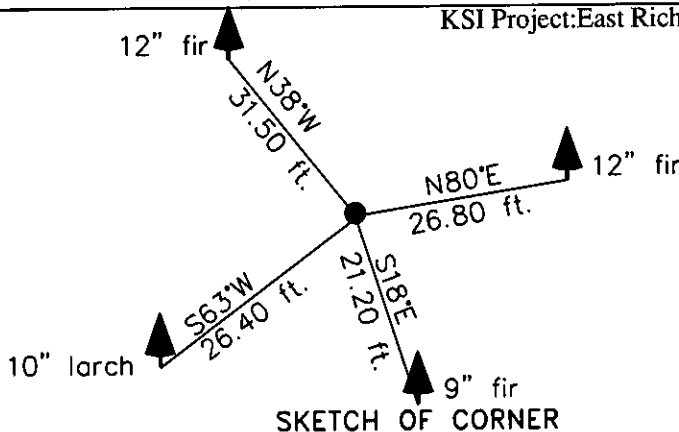 KSI Project:East Rich
12" fir
N38°W
31.50 ft.
N80°E
26.80 ft.
12" fir
S63°W
26.40 ft.
S18°E
21.20 ft.
10" larch
9" fir
SKETCH OF CORNER